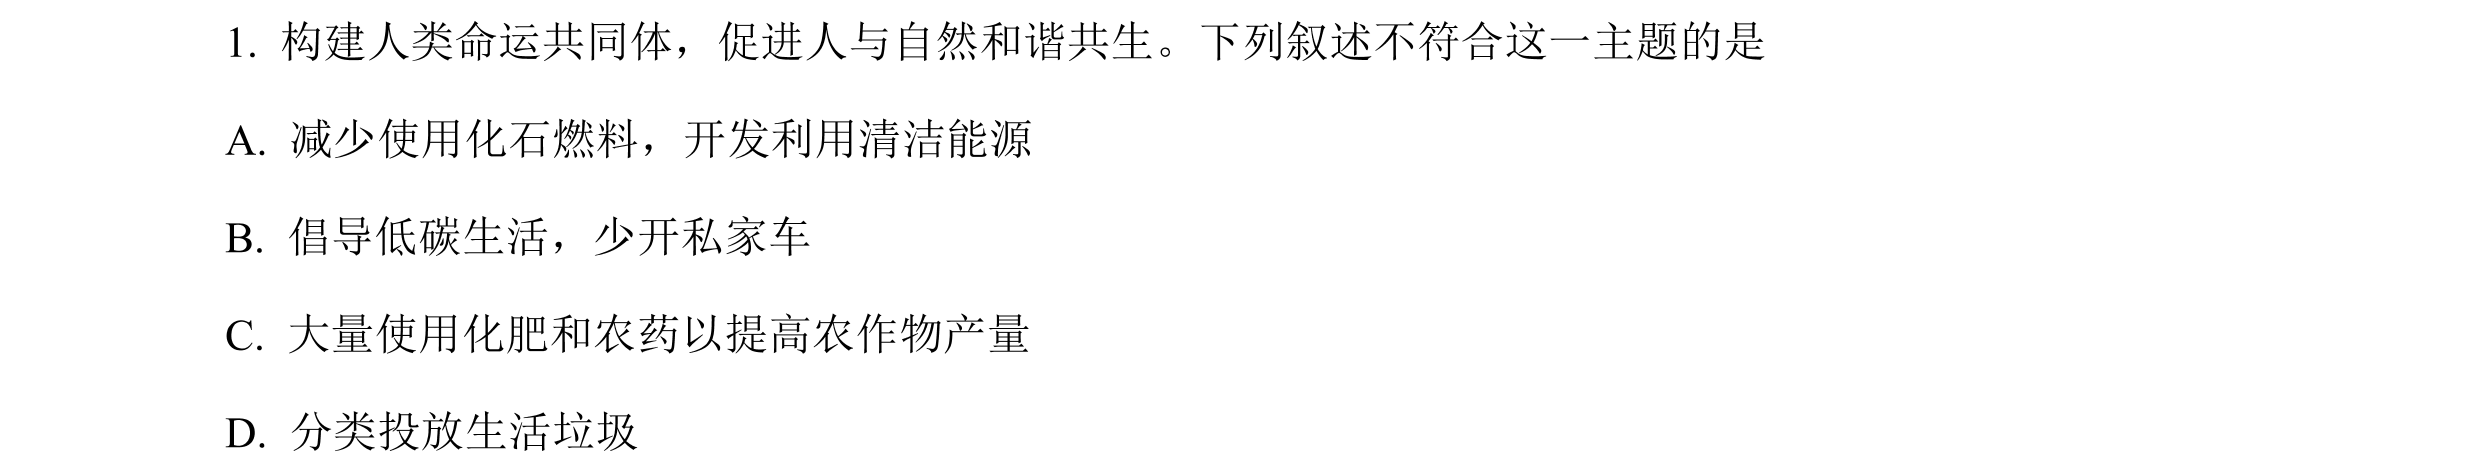 1. 构建人类命运共同体，促进人与自然和谐共生。下列叙述不符合这一主题的是
A. 减少使用化石燃料，开发利用清洁能源
B. 倡导低碳生活，少开私家车
C. 大量使用化肥和农药以提高农作物产量
D. 分类投放生活垃圾